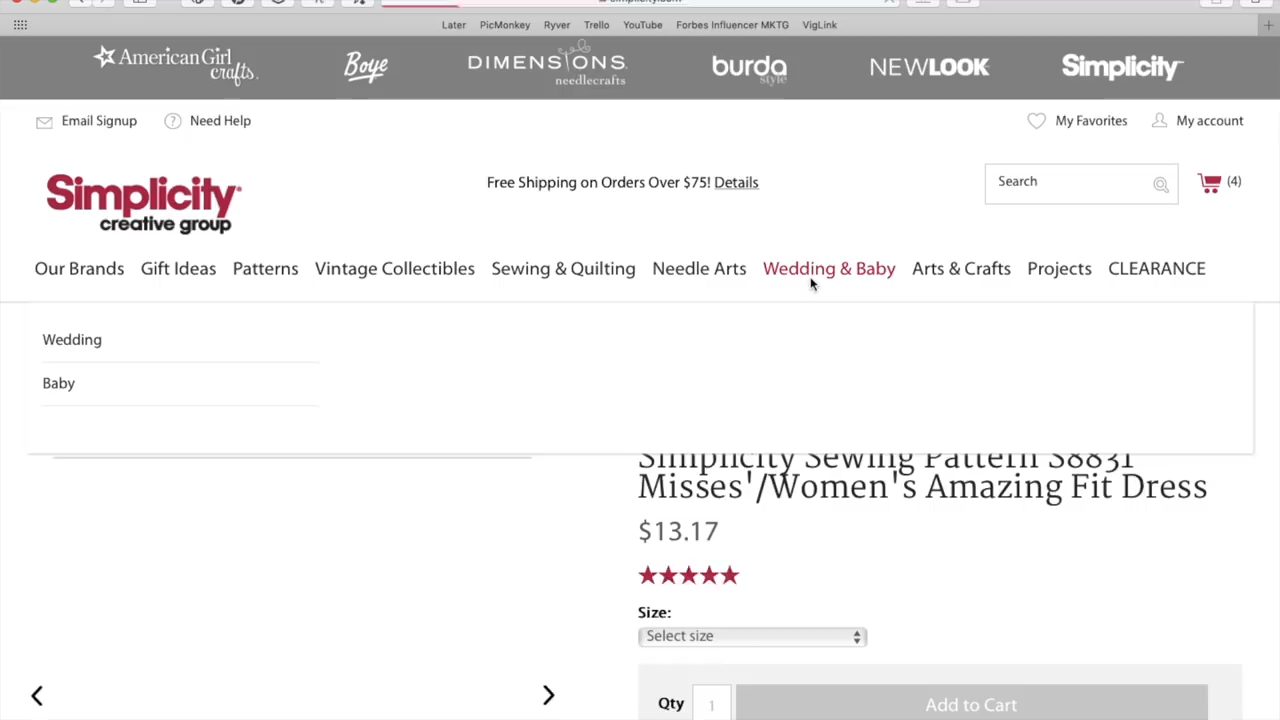 Later PicMonkey Ryver Trello YouTube Forbes Influencer MKTG VigLink
American Girl crafts. Boye DIMENSIONS needlecrafts burda style NEWLOOK Simplicity
Email Signup Need Help My Favorites My account
Simplicity creative group
Free Shipping on Orders Over $75! Details
Search
(4)
Our Brands Gift Ideas Patterns Vintage Collectibles Sewing & Quilting Needle Arts Wedding & Baby Arts & Crafts Projects CLEARANCE
Wedding
Baby
Simplicity Sewing Pattern S8831
Misses'/Women's Amazing Fit Dress
$13.17
Size:
Select size
Qty 1 Add to Cart